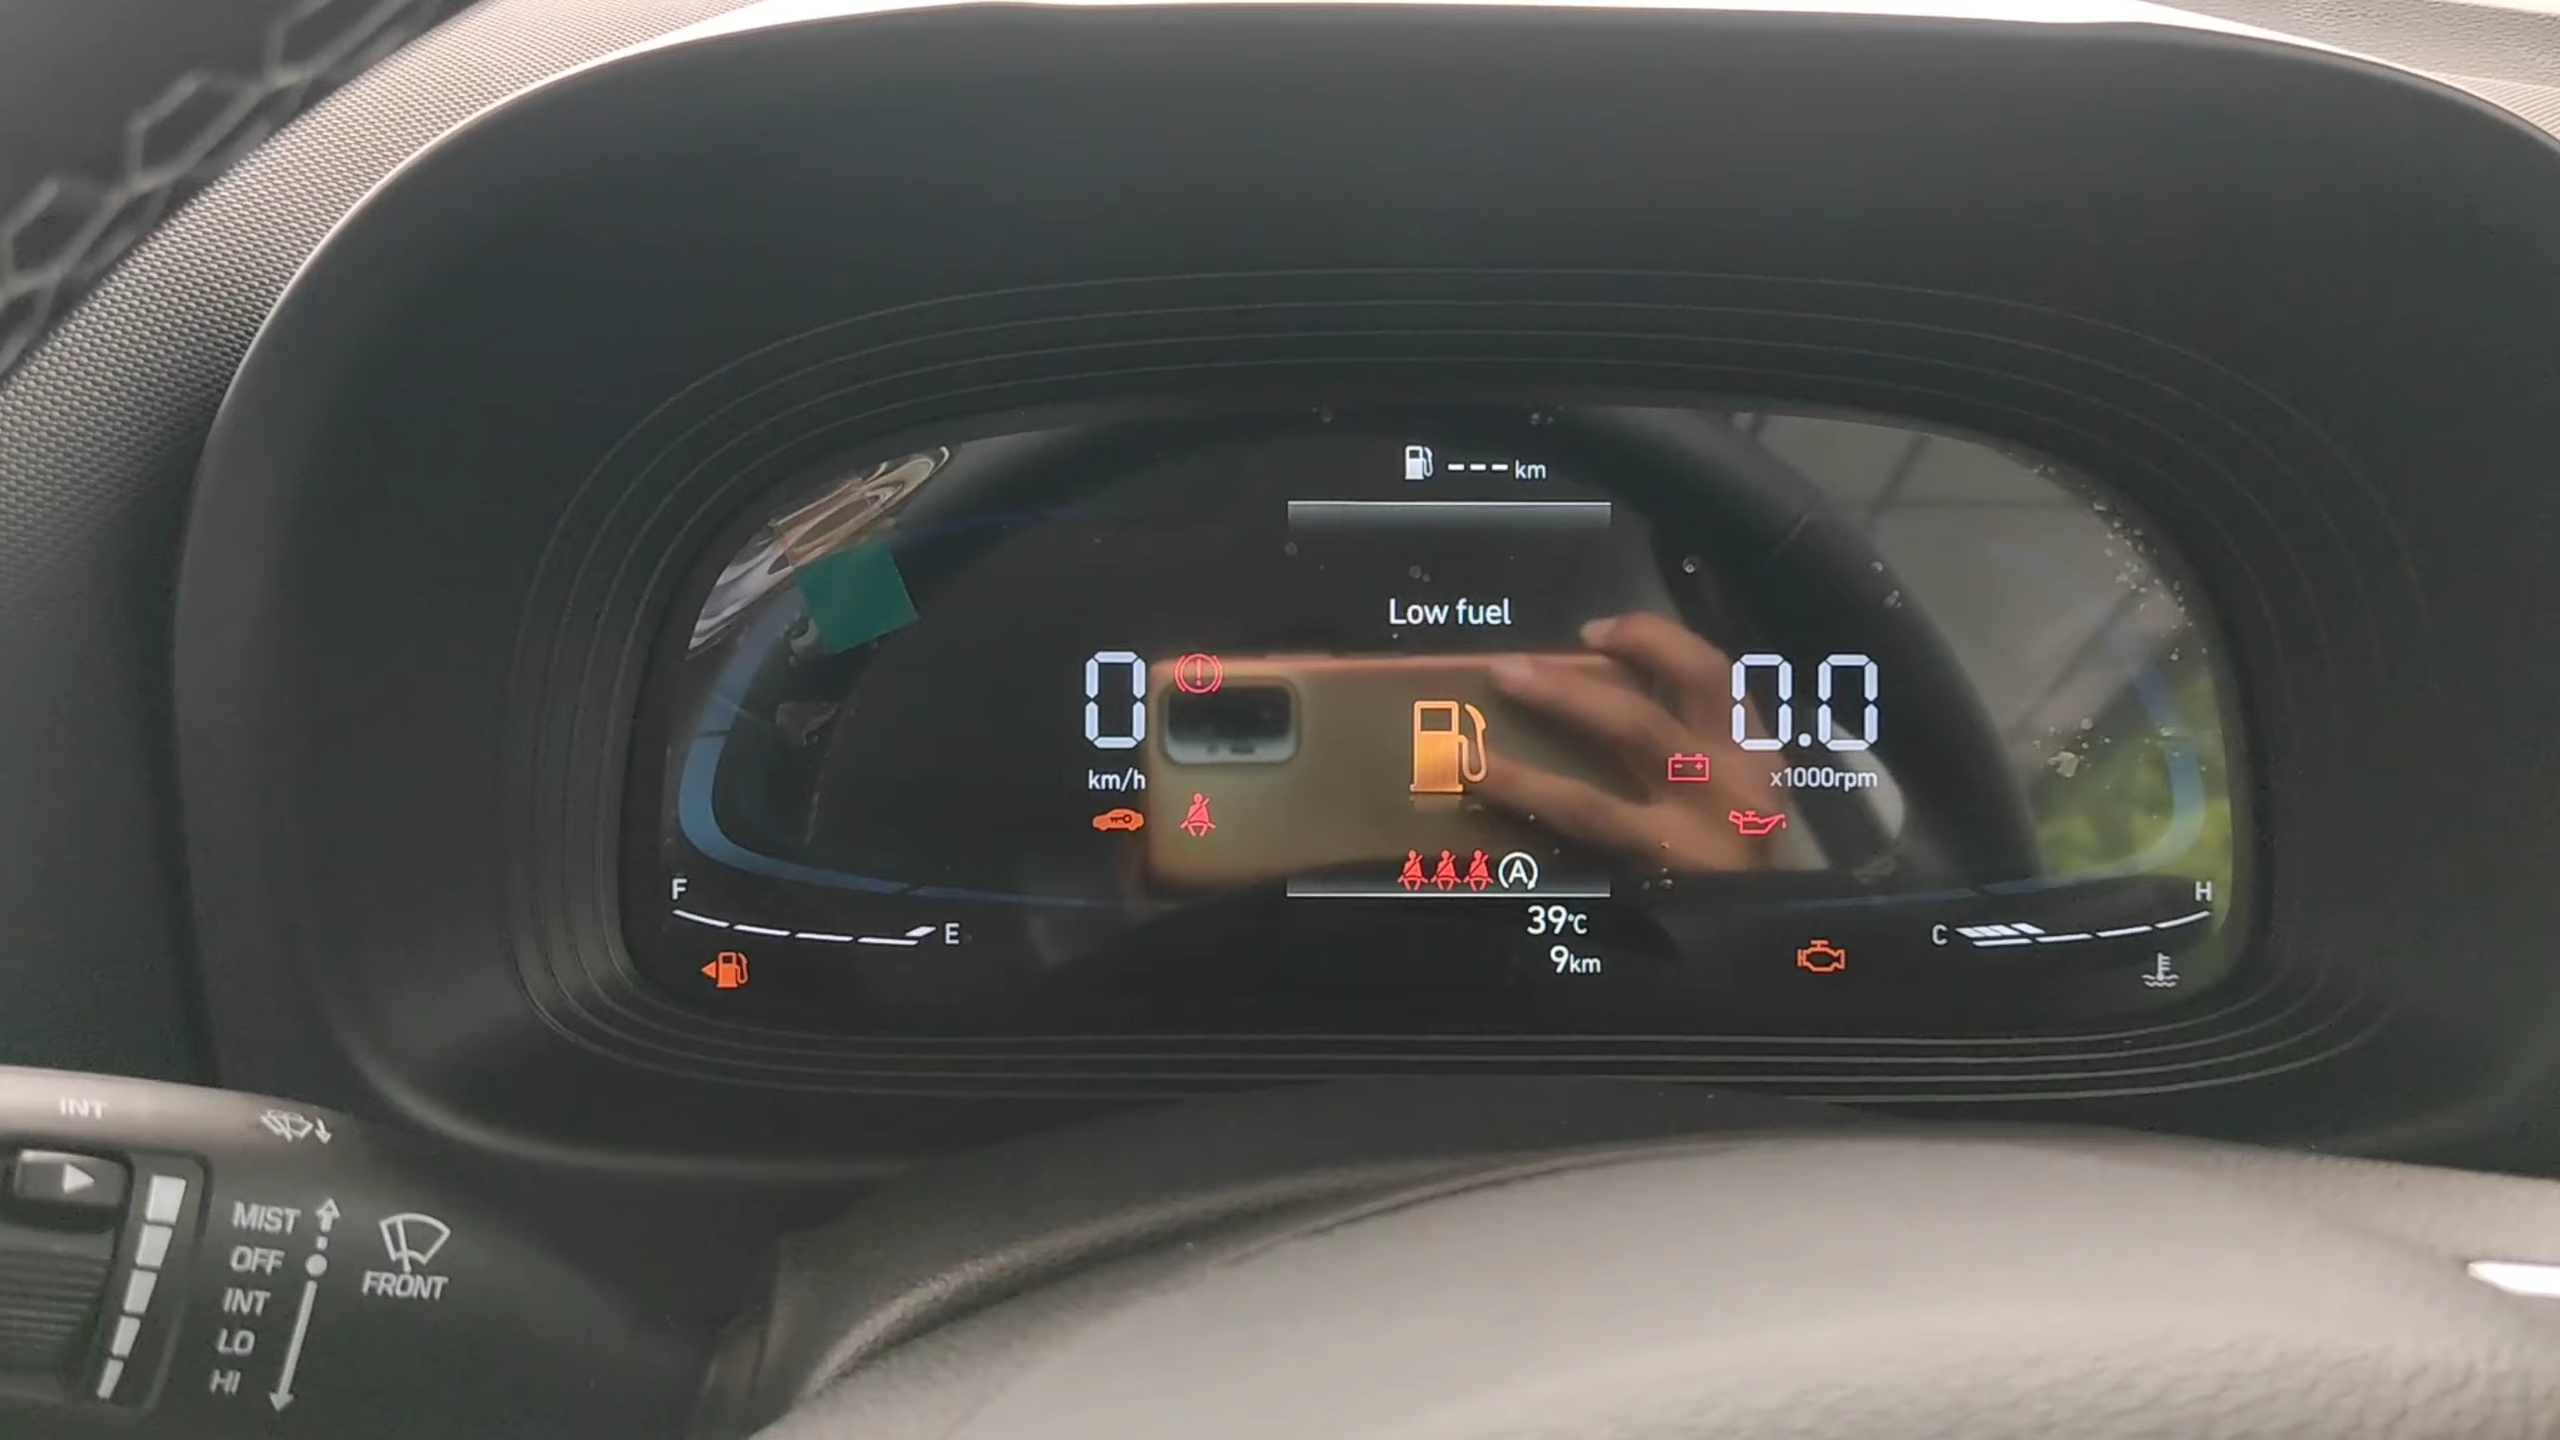 --- km
Low fuel
0
0.0
km/h
x1000rpm
A
F
E
C
H
39°C
9km
INT
MIST
OFF
INT
LO
HI
FRONT